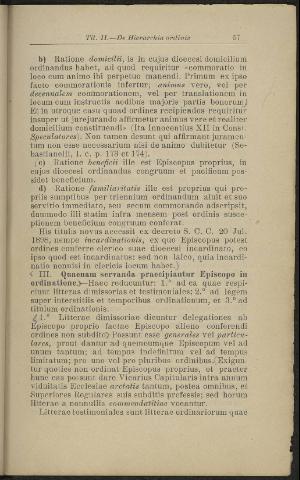 Tit. II.—De Hierarchia ordinis 57
b) Ratione domicilii, is in cujus dioecesi domicilium
ordinandus habet, ad quod requiritur «commoratio in
loco cum animo ibi perpetuo manendi. Primum ex ipso
facto commorationis infertur; animus vero, vel per
decennalem commorationem, vel per translationem in
locum cum instructis aedibus majoris partis bonorum.)
Et in utroque casu quoad ordines recipiendos requiritur
insuper ut jurejurando affirmetur animus vere et realiter
domicilium constituendi» (Ita Innocentius XII in Const.
Speculatores). Non tamen desunt qui affirmant juramen-
tum non esse necessarium nisi de animo dubitetur (Se-
bastianelli, l. c. p. 173 et 174).
(c) Ratione beneficii ille est Episcopus proprius, in
cujus dioecesi ordinandus congruum et pacificum pos-
sidet beneficium.
d) Ratione familiaritatis ille est proprius qui pro-
priis sumptibus per triennium ordinandum aluit et suo
servitio immediato, seu secum commorando adscripsit,
dummodo illi statim infra mensem post ordinis susce-
ptionem beneficium congruum conferat.
His titulis novus accessit ex decreto S. C. C. 20 Jul.
1898, nempe incardinationis, ex quo Episcopus potest
ordines conferre clerico suae dioecesi incardinato, eo
ipso quod est incardinatus: sed non laico, quia incardi-
natio nonnisi in clericis locum habet.)
III. Quaenam servanda praecipiantur Episcopo in
ordinatione.)—Haec reducuntur: 1.º ad ea quae respi-
ciunt litteras dimissorias et testimoniales: 2.º ad legem
super interstitiis et temporibus ordinationum, et 3.º ad
titulum ordinationis.
1.º Litterae dimissoriae dicuntur delegationes ab
Episcopo proprio factae Episcopo alieno conferendi
ordines non subdito) Possunt esse generales vel particu-
lares, prout dantur ad quemcumque Episcopum vel ad
unum tantum; ad tempus indefinitum vel ad tempus
limitatum; pro uno vel pro pluribus ordinibus. Exigun-
tur quoties non ordinat Episcopus proprius, et praeter
hunc eas possunt dare Vicarius Capitularis intra annum
viduitatis Ecclesiae arctatis tantum, postea omnibus, et
Superiores Regulares suis subditis professis; sed horum
litterae a nonnullis commendatitiae vocantur.
Litterae testimoniales sunt litterae ordinariorum quae